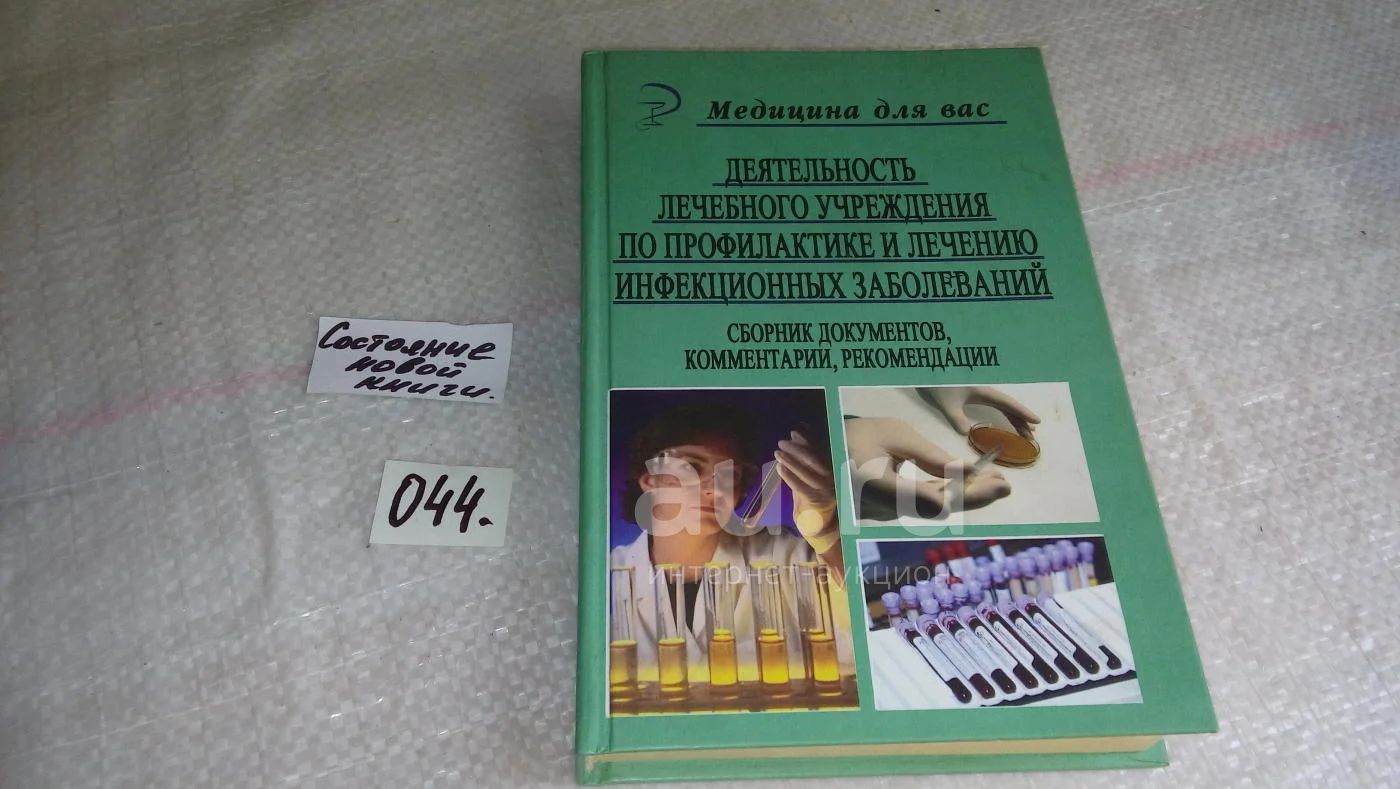 Медицина для вас
ДЕЯТЕЛЬНОСТЬ
ЛЕЧЕБНОГО УЧРЕЖДЕНИЯ
ПО ПРОФИЛАКТИКЕ И ЛЕЧЕНИЮ
ИНФЕКЦИОННЫХ ЗАБОЛЕВАНИЙ
СБОРНИК ДОКУМЕНТОВ,
КОММЕНТАРИИ, РЕКОМЕНДАЦИИ
Состояние
новой
книги.
044.
au.ru
интернет-аукцион